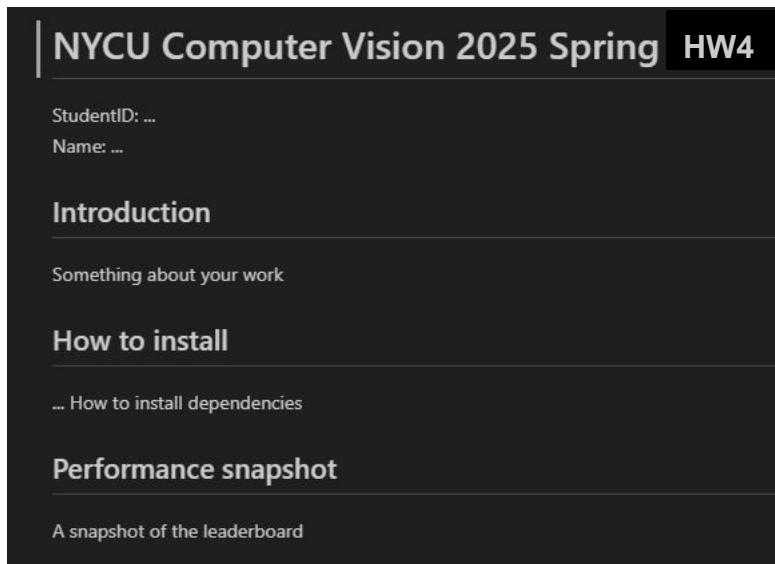 NYCU Computer Vision 2025 Spring HW4
StudentID: ...
Name: ...
Introduction
Something about your work
How to install
... How to install dependencies
Performance snapshot
A snapshot of the leaderboard